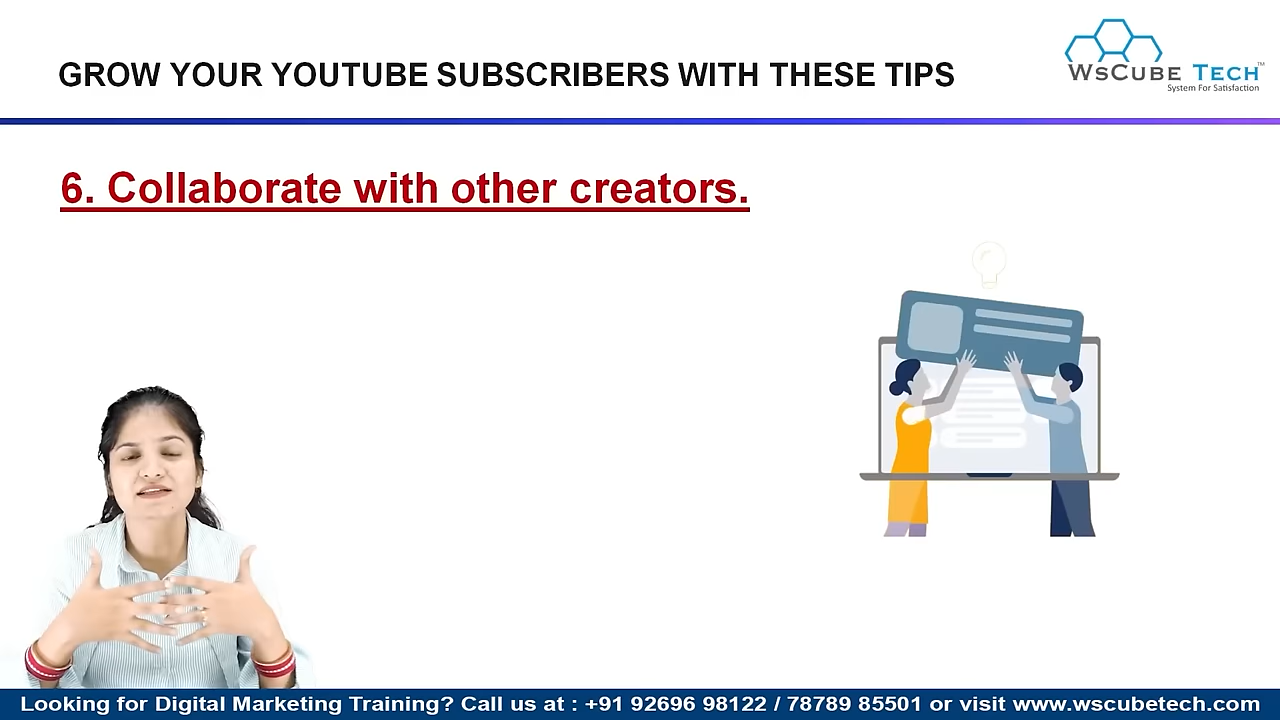 GROW YOUR YOUTUBE SUBSCRIBERS WITH THESE TIPS
WSCUBE TECH™
System For Satisfaction
6. Collaborate with other creators.
Looking for Digital Marketing Training? Call us at : +91 92696 98122 / 78789 85501 or visit www.wscubetech.com